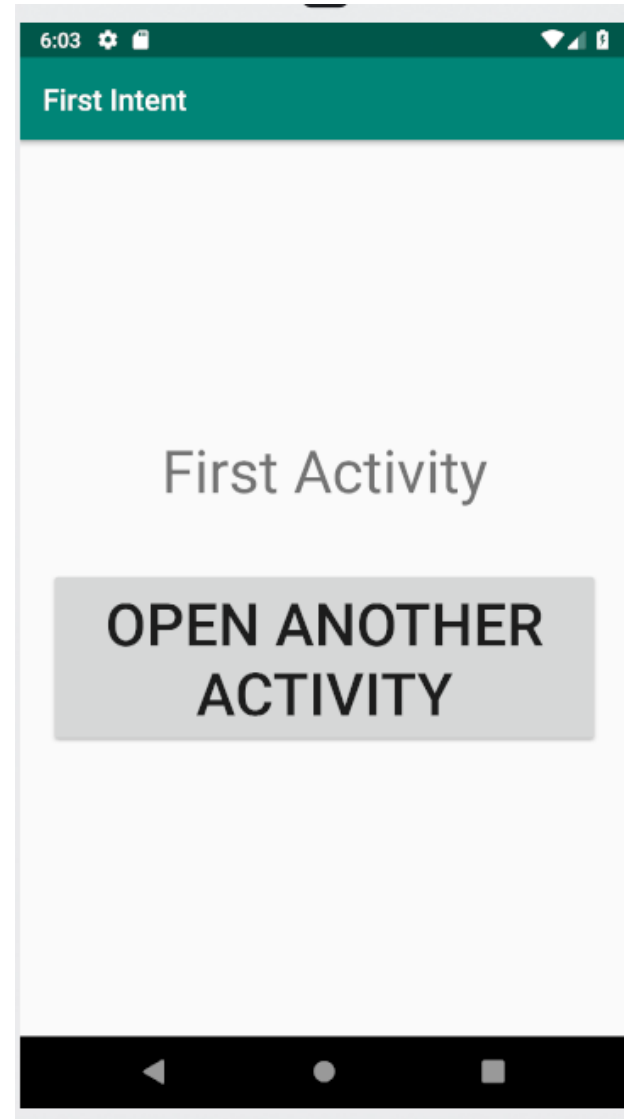 6:03
First Intent
First Activity
OPEN ANOTHER
ACTIVITY